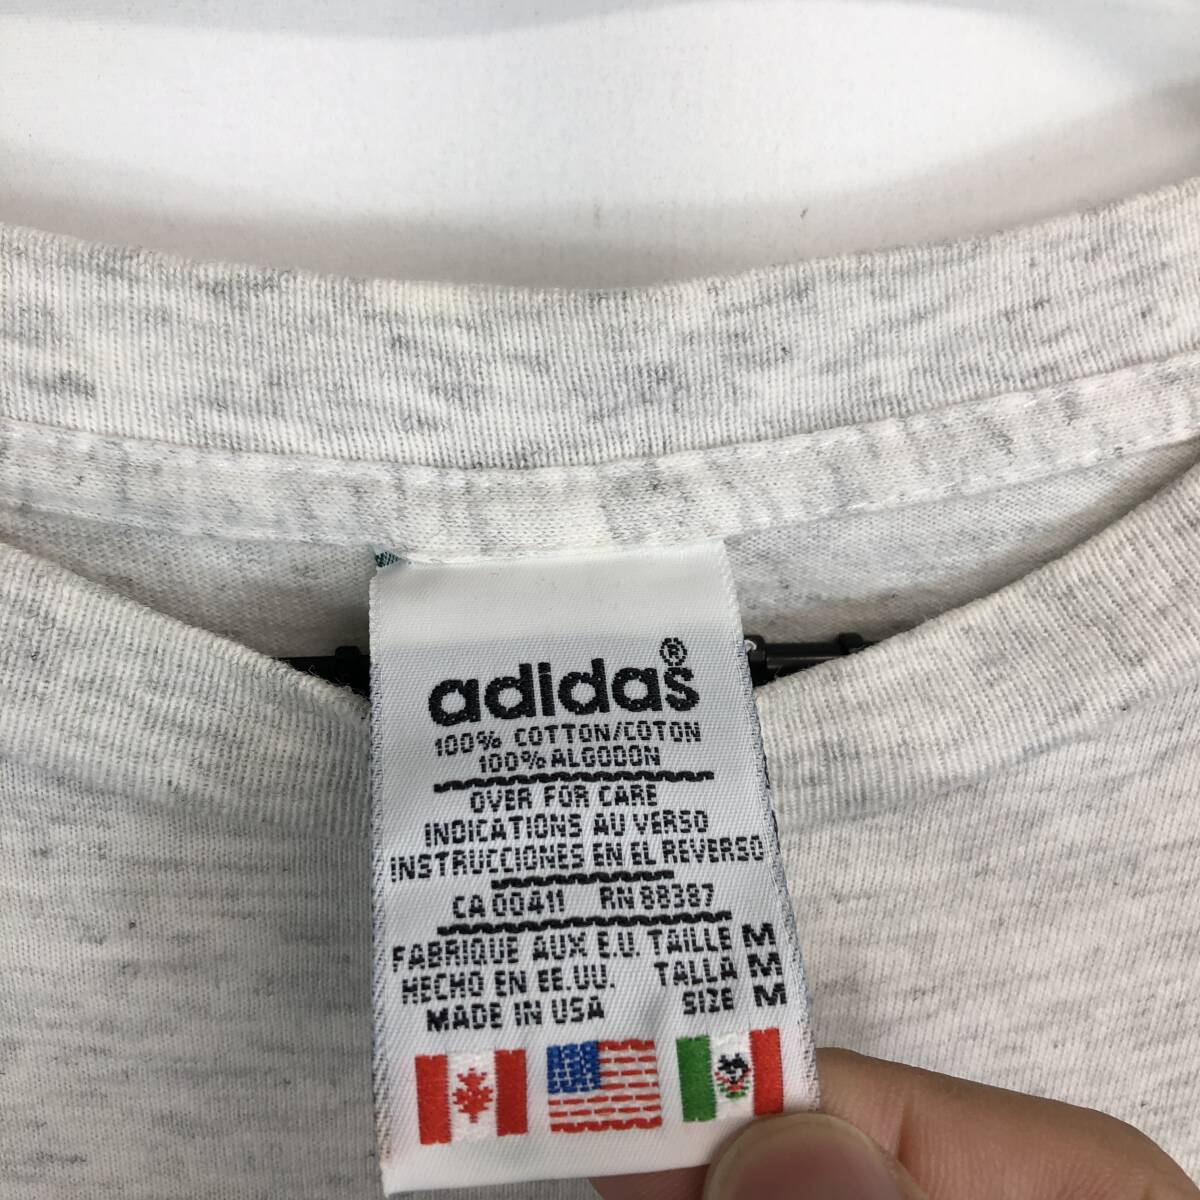 adidas®
100% COTTON/COTON
100% ALGODON
OVER FOR CARE
INDICATIONS AU VERSO
INSTRUCCIONES EN EL REVERSO
CA 00411 RN 88387
FABRIQUE AUX E.U. TAILLE M
HECHO EN EE.UU. TALLA M
MADE IN USA SIZE M